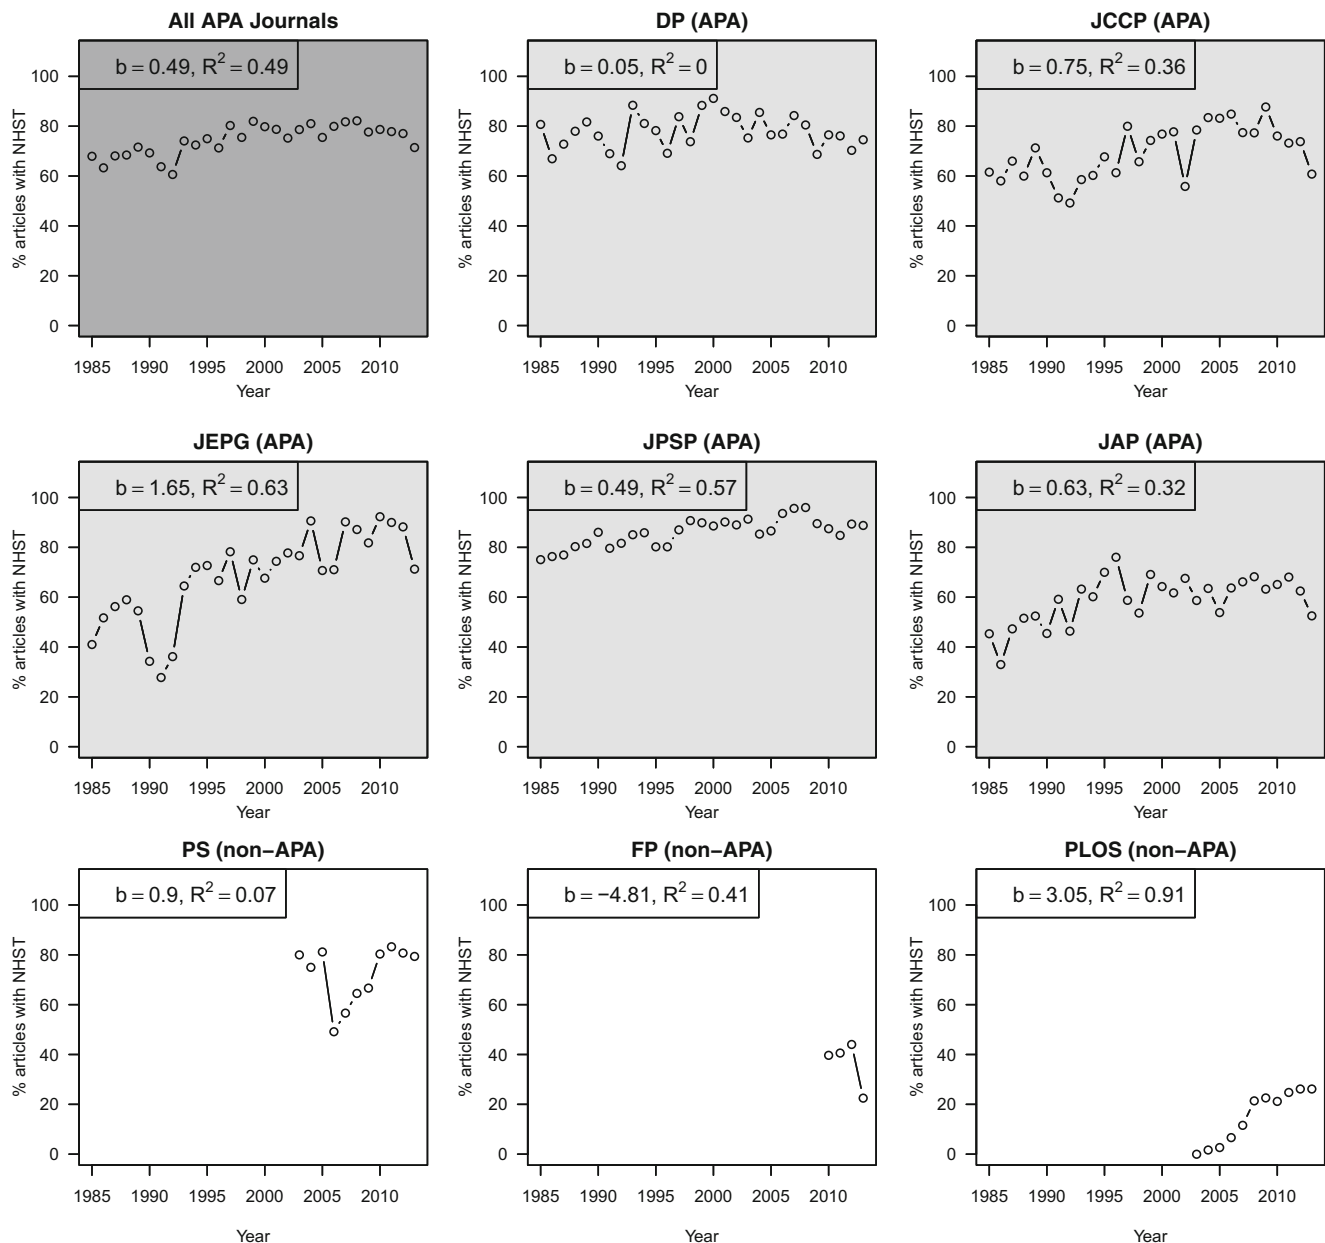 All APA Journals
b = 0.49, R² = 0.49
100
80
60
40
20
0
% articles with NHST
1985 1990 1995 2000 2005 2010
Year
DP (APA)
b = 0.05, R² = 0
100
80
60
40
20
0
% articles with NHST
1985 1990 1995 2000 2005 2010
Year
JCCP (APA)
b = 0.75, R² = 0.36
100
80
60
40
20
0
% articles with NHST
1985 1990 1995 2000 2005 2010
Year
JEPG (APA)
b = 1.65, R² = 0.63
100
80
60
40
20
0
% articles with NHST
1985 1990 1995 2000 2005 2010
Year
JPSP (APA)
b = 0.49, R² = 0.57
100
80
60
40
20
0
% articles with NHST
1985 1990 1995 2000 2005 2010
Year
JAP (APA)
b = 0.63, R² = 0.32
100
80
60
40
20
0
% articles with NHST
1985 1990 1995 2000 2005 2010
Year
PS (non−APA)
b = 0.9, R² = 0.07
100
80
60
40
20
0
% articles with NHST
1985 1990 1995 2000 2005 2010
Year
FP (non−APA)
b = −4.81, R² = 0.41
100
80
60
40
20
0
% articles with NHST
1985 1990 1995 2000 2005 2010
Year
PLOS (non−APA)
b = 3.05, R² = 0.91
100
80
60
40
20
0
% articles with NHST
1985 1990 1995 2000 2005 2010
Year